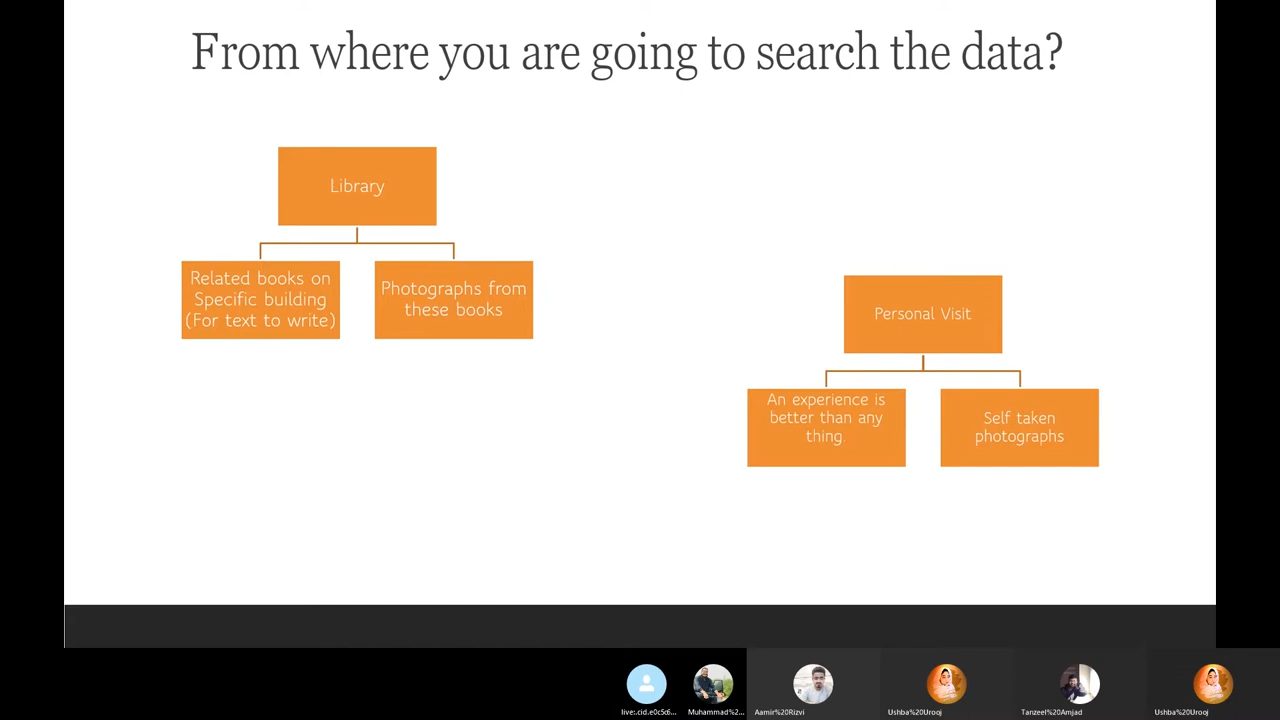 From where you are going to search the data?
Library
Related books on
Specific building
(For text to write)
Photographs from
these books
Personal Visit
An experience is
better than any
thing.
Self taken
photographs
live:.cid.e0c5c6...
Muhammad%2...
Aamir%20Rizvi
Ushba%20Urooj
Tanzeel%20Amjad
Ushba%20Urooj